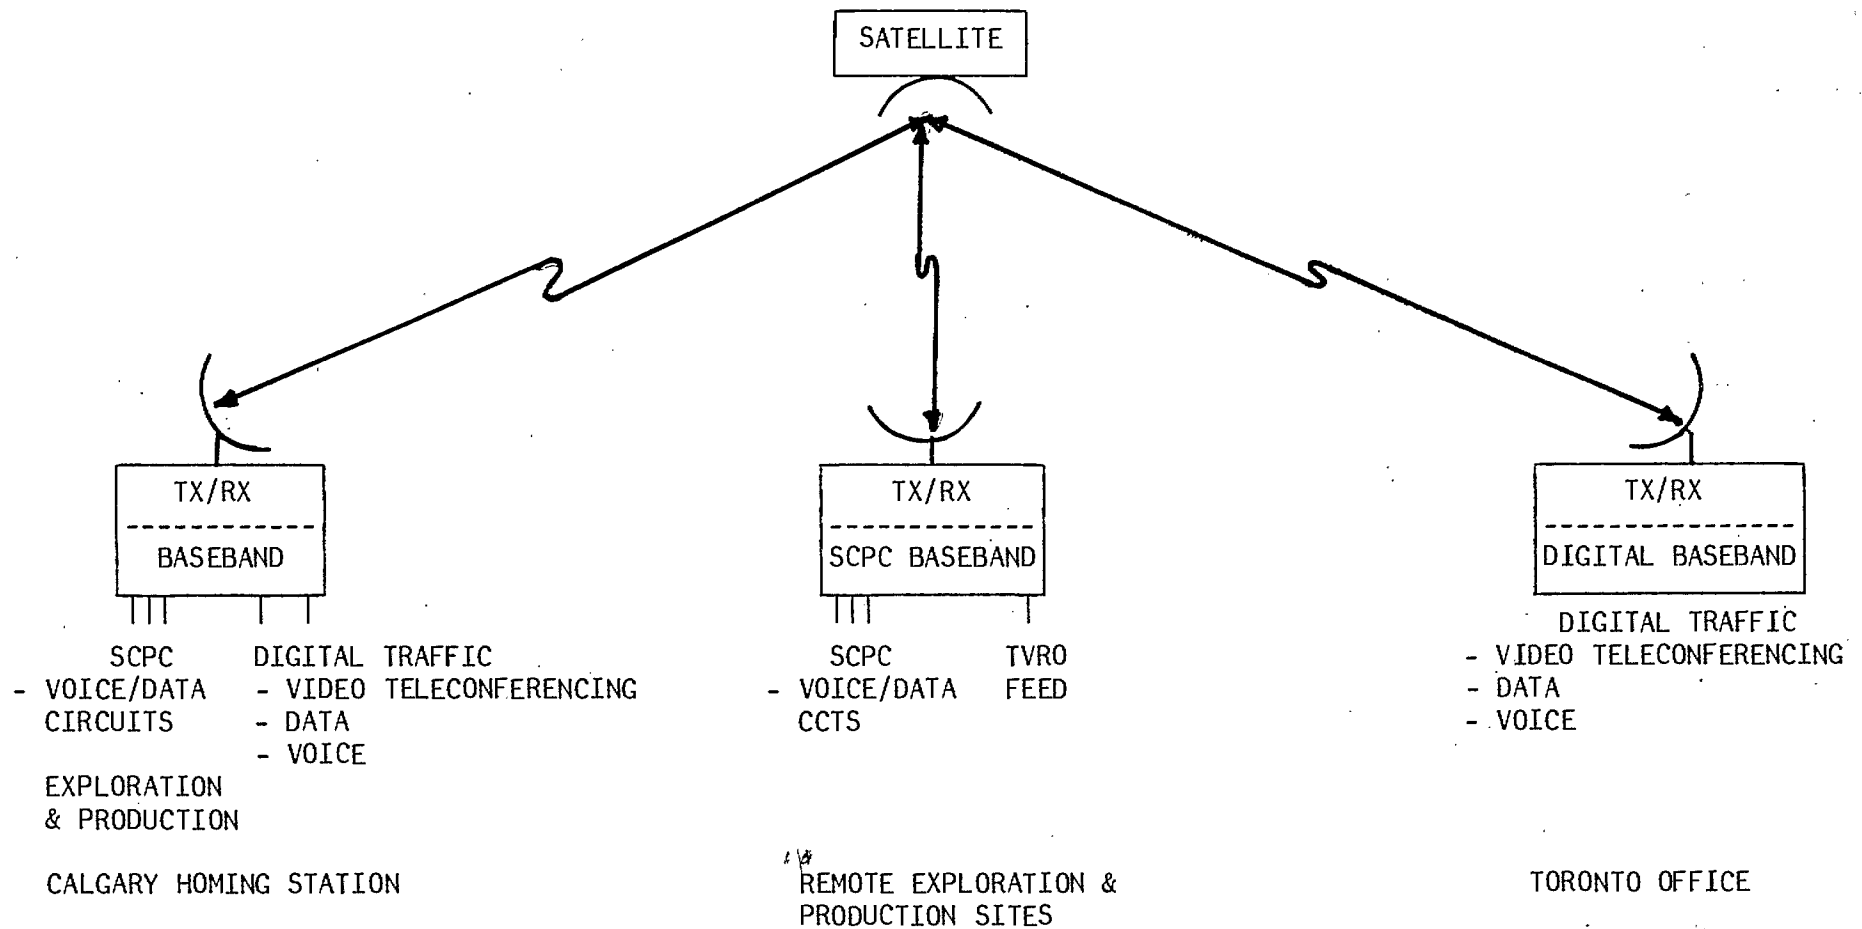 SATELLITE
TX/RX
BASEBAND
SCPC
- VOICE/DATA
CIRCUITS
DIGITAL TRAFFIC
- VIDEO TELECONFERENCING
- DATA
- VOICE
EXPLORATION
& PRODUCTION
CALGARY HOMING STATION
TX/RX
SCPC BASEBAND
SCPC
- VOICE/DATA
CCTS
TVRO
FEED
REMOTE EXPLORATION &
PRODUCTION SITES
TX/RX
DIGITAL BASEBAND
DIGITAL TRAFFIC
- VIDEO TELECONFERENCING
- DATA
- VOICE
TORONTO OFFICE